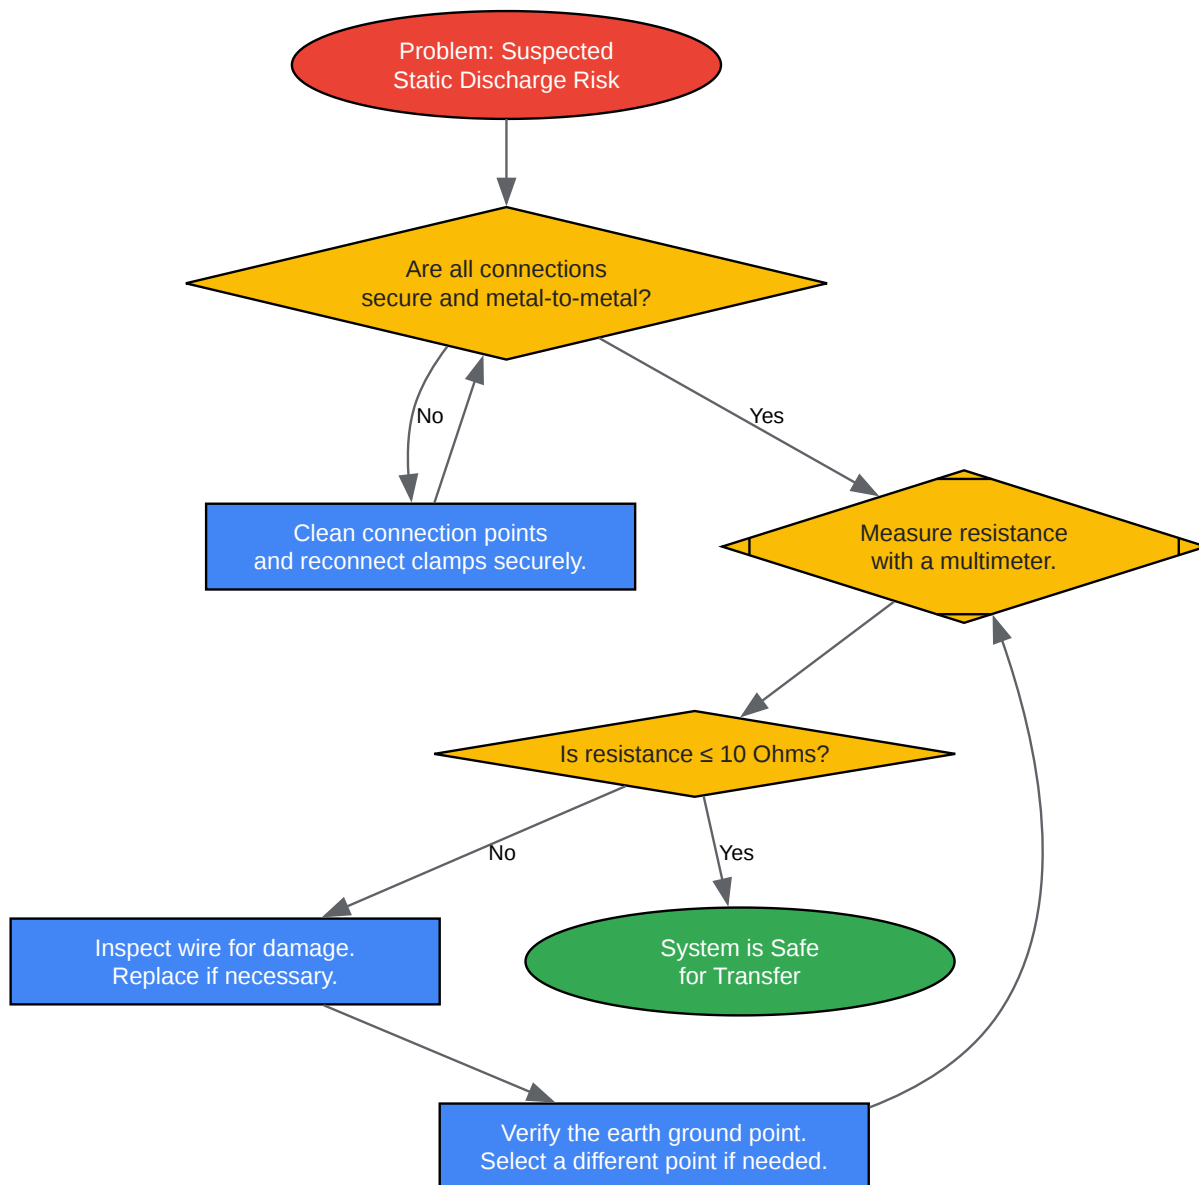 Problem: Suspected
Static Discharge Risk
Are all connections
secure and metal-to-metal?
No
Yes
Clean connection points
and reconnect clamps securely.
Measure resistance
with a multimeter.
Is resistance ≤ 10 Ohms?
No
Yes
Inspect wire for damage.
Replace if necessary.
System is Safe
for Transfer
Verify the earth ground point.
Select a different point if needed.